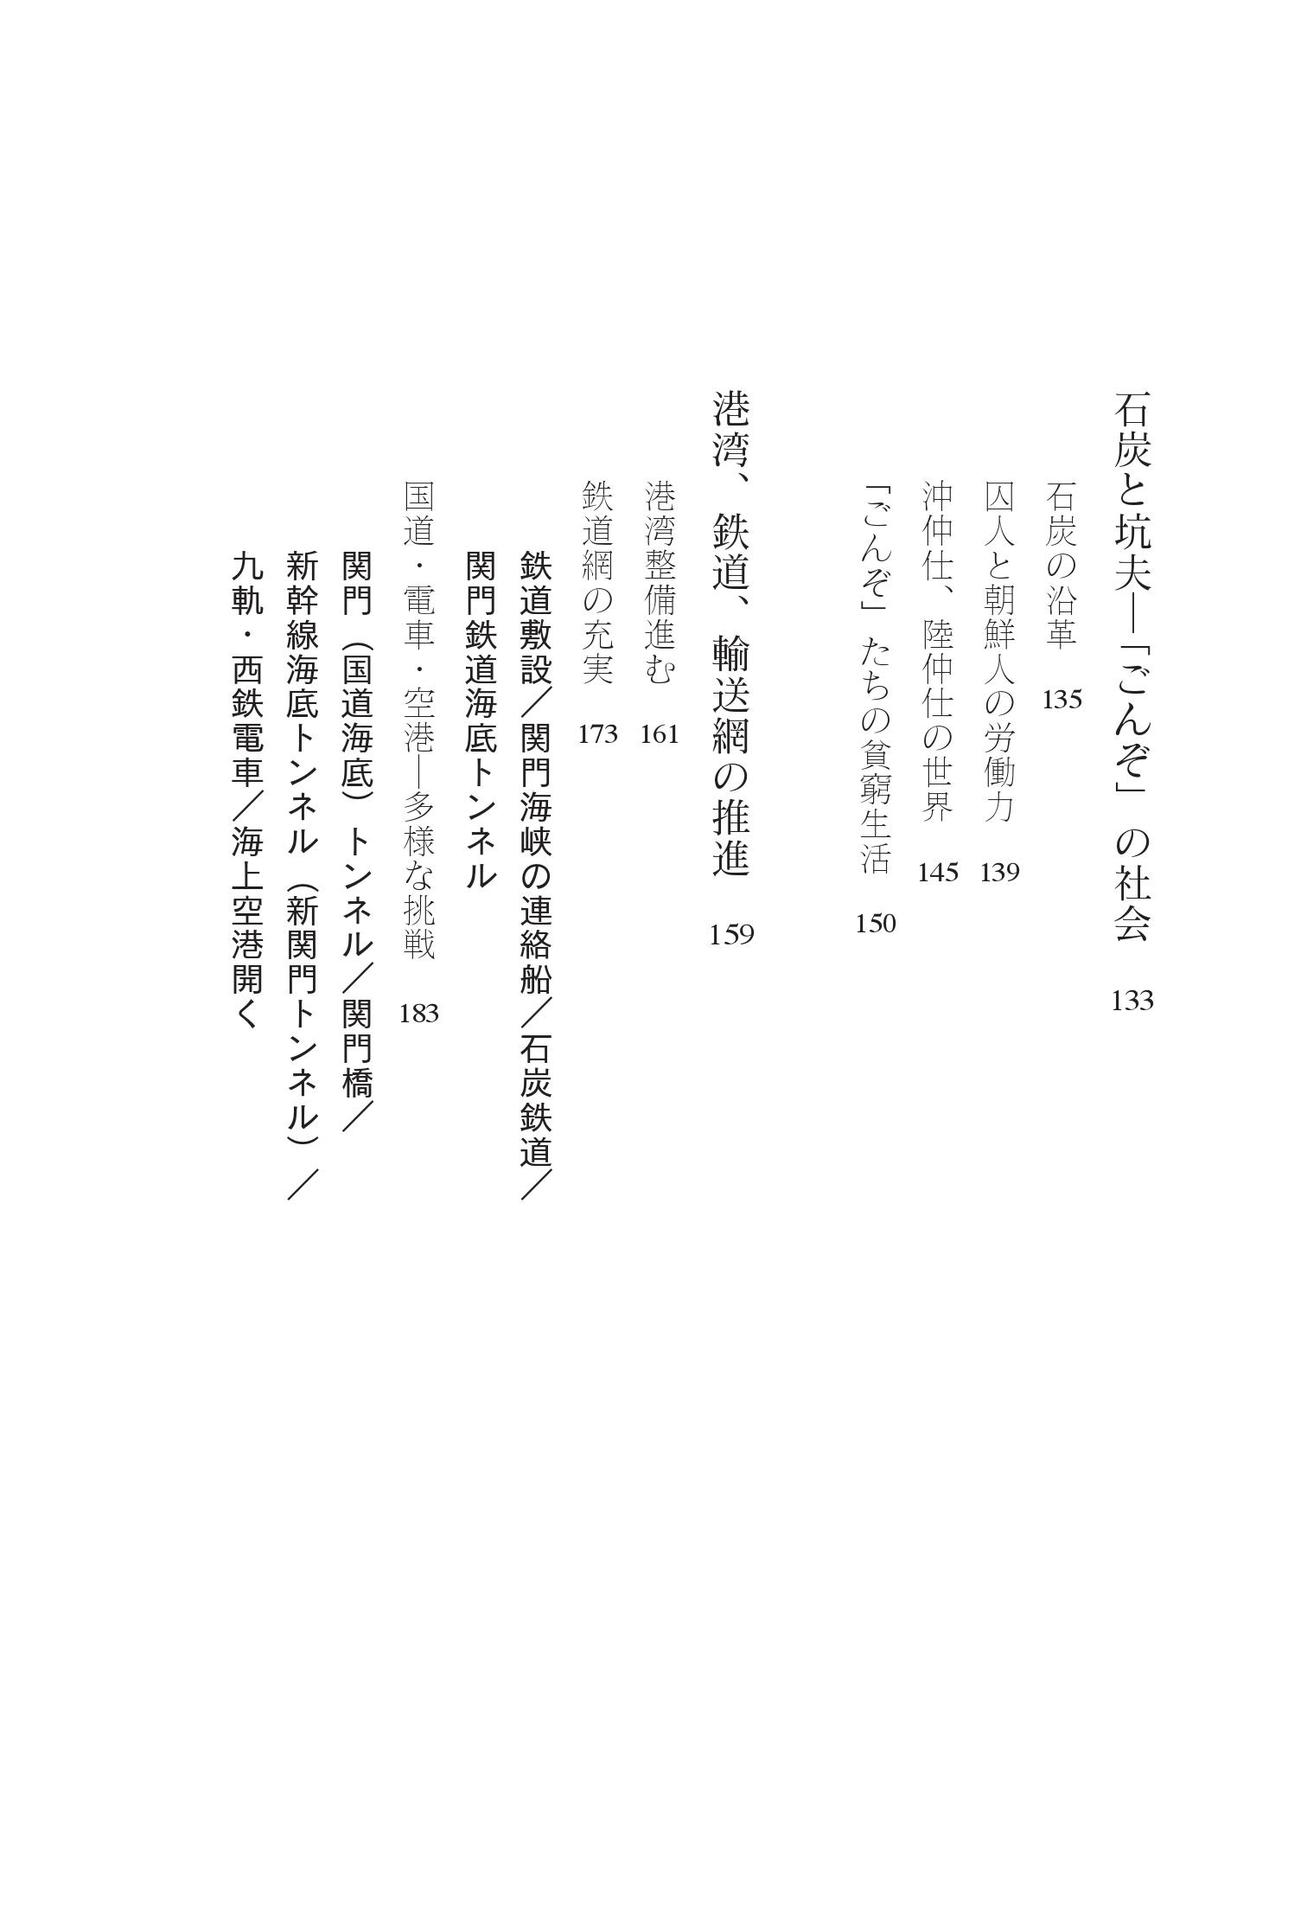 石炭と坑夫―「ごんぞ」の社会 133
石炭の沿革 135
囚人と朝鮮人の労働力 139
沖仲仕、陸仲仕の世界 145
「ごんぞ」たちの貧窮生活 150
港湾、鉄道、輸送網の推進 159
港湾整備進む 161
鉄道網の充実 173
鉄道敷設／関門海峡の連絡船／石炭鉄道／
関門鉄道海底トンネル
国道・電車・空港―多様な挑戦 183
関門（国道海底）トンネル／関門橋／
新幹線海底トンネル（新関門トンネル）／
九軌・西鉄電車／海上空港開く